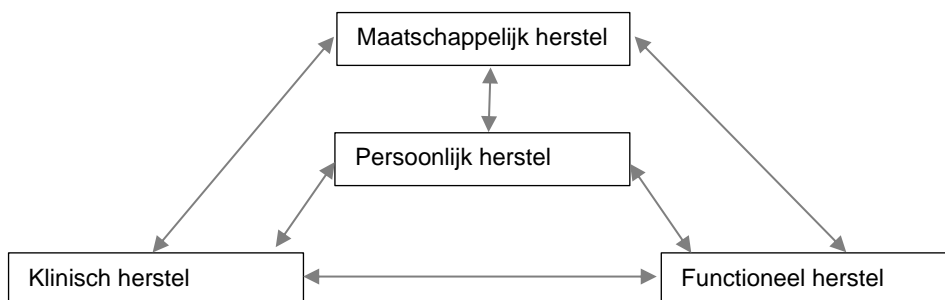 Maatschappelijk herstel
Persoonlijk herstel
Klinisch herstel
Functioneel herstel